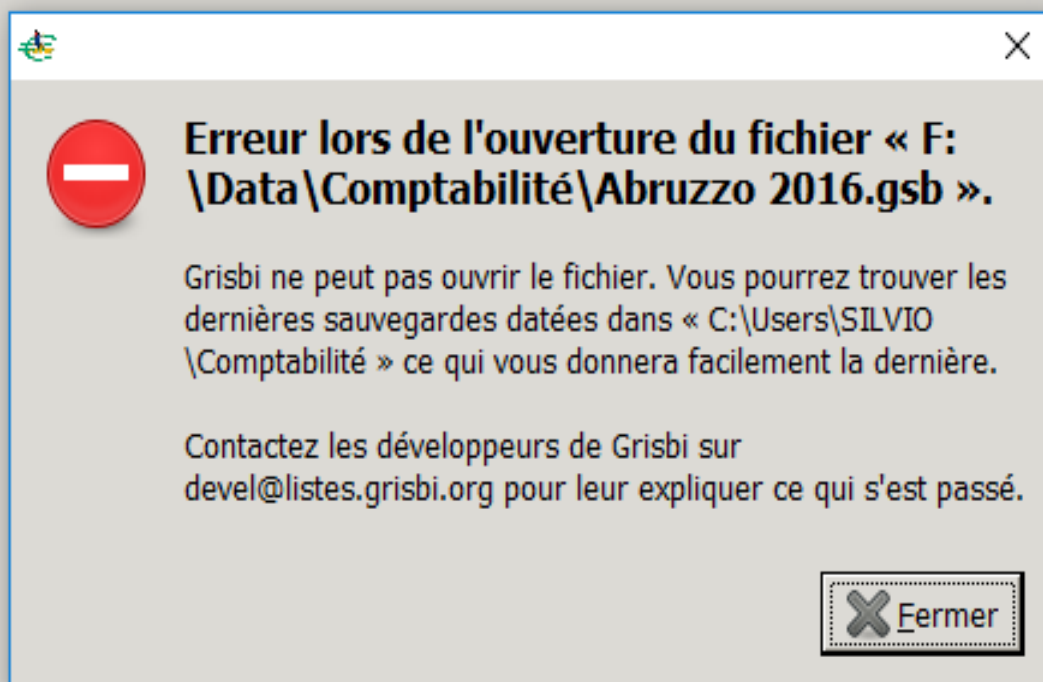 Erreur lors de l'ouverture du fichier « F:
\Data\Comptabilité\Abruzzo 2016.gsb ».
Grisbi ne peut pas ouvrir le fichier. Vous pourrez trouver les
dernières sauvegardes datées dans « C:\Users\SILVIO
\Comptabilité » ce qui vous donnera facilement la dernière.
Contactez les développeurs de Grisbi sur
devel@listes.grisbi.org pour leur expliquer ce qui s'est passé.
Fermer